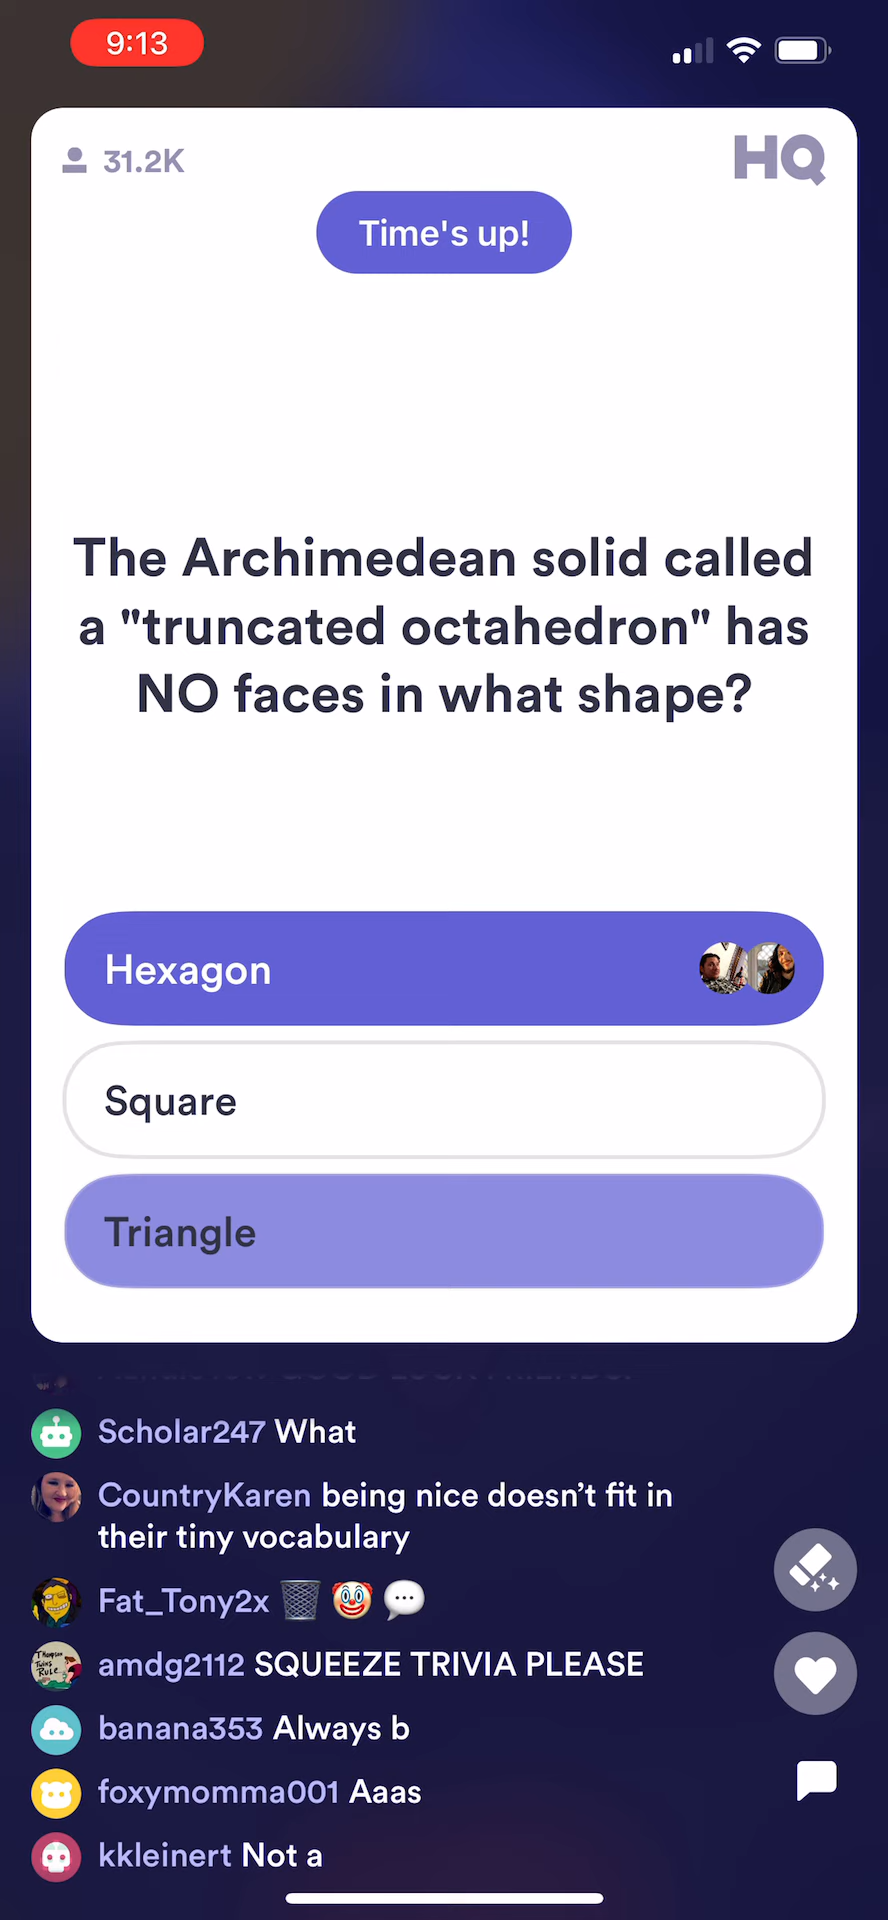 9:13
31.2K
HQ
Time's up!
The Archimedean solid called
a "truncated octahedron" has
NO faces in what shape?
Hexagon
Square
Triangle
Scholar247 What
CountryKaren being nice doesn’t fit in
their tiny vocabulary
Fat_Tony2x 🗑️ 🤡 💬
amdg2112 SQUEEZE TRIVIA PLEASE
banana353 Always b
foxymomma001 Aaas
kkleinert Not a